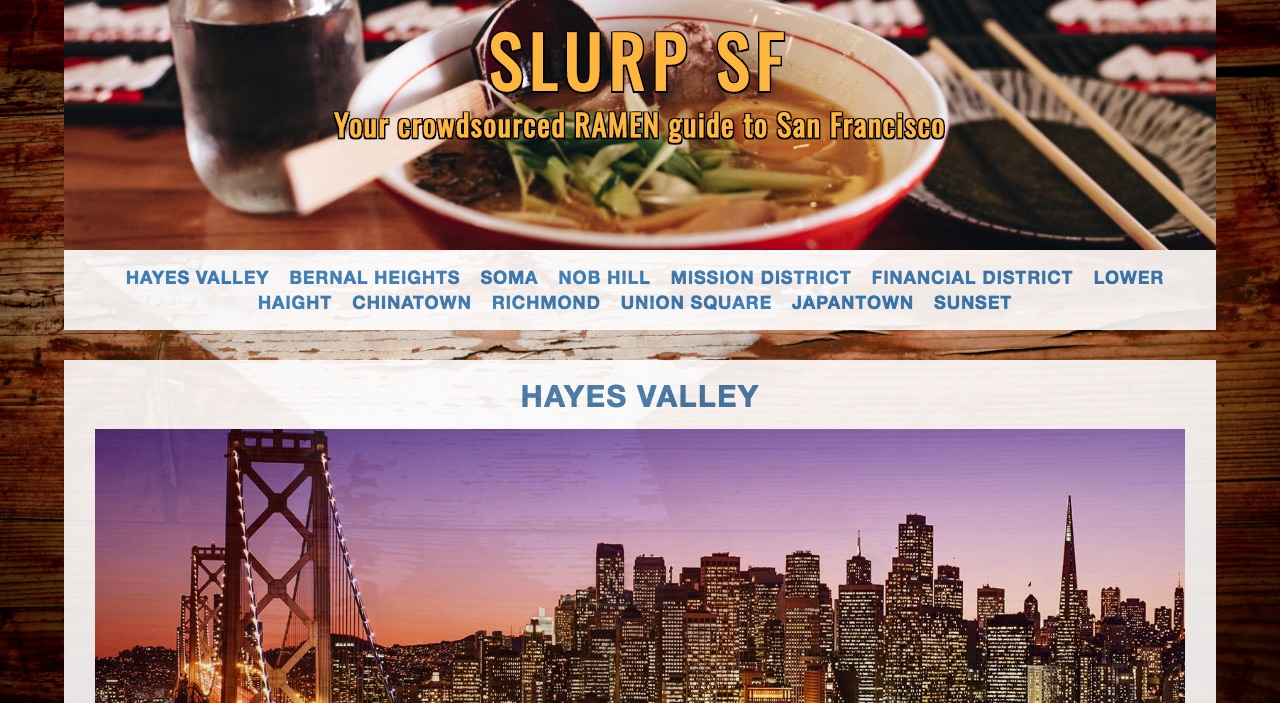 SLURP SF
Your crowdsourced RAMEN guide to San Francisco
HAYES VALLEY BERNAL HEIGHTS SOMA NOB HILL MISSION DISTRICT FINANCIAL DISTRICT LOWER
HAIGHT CHINATOWN RICHMOND UNION SQUARE JAPANTOWN SUNSET
HAYES VALLEY